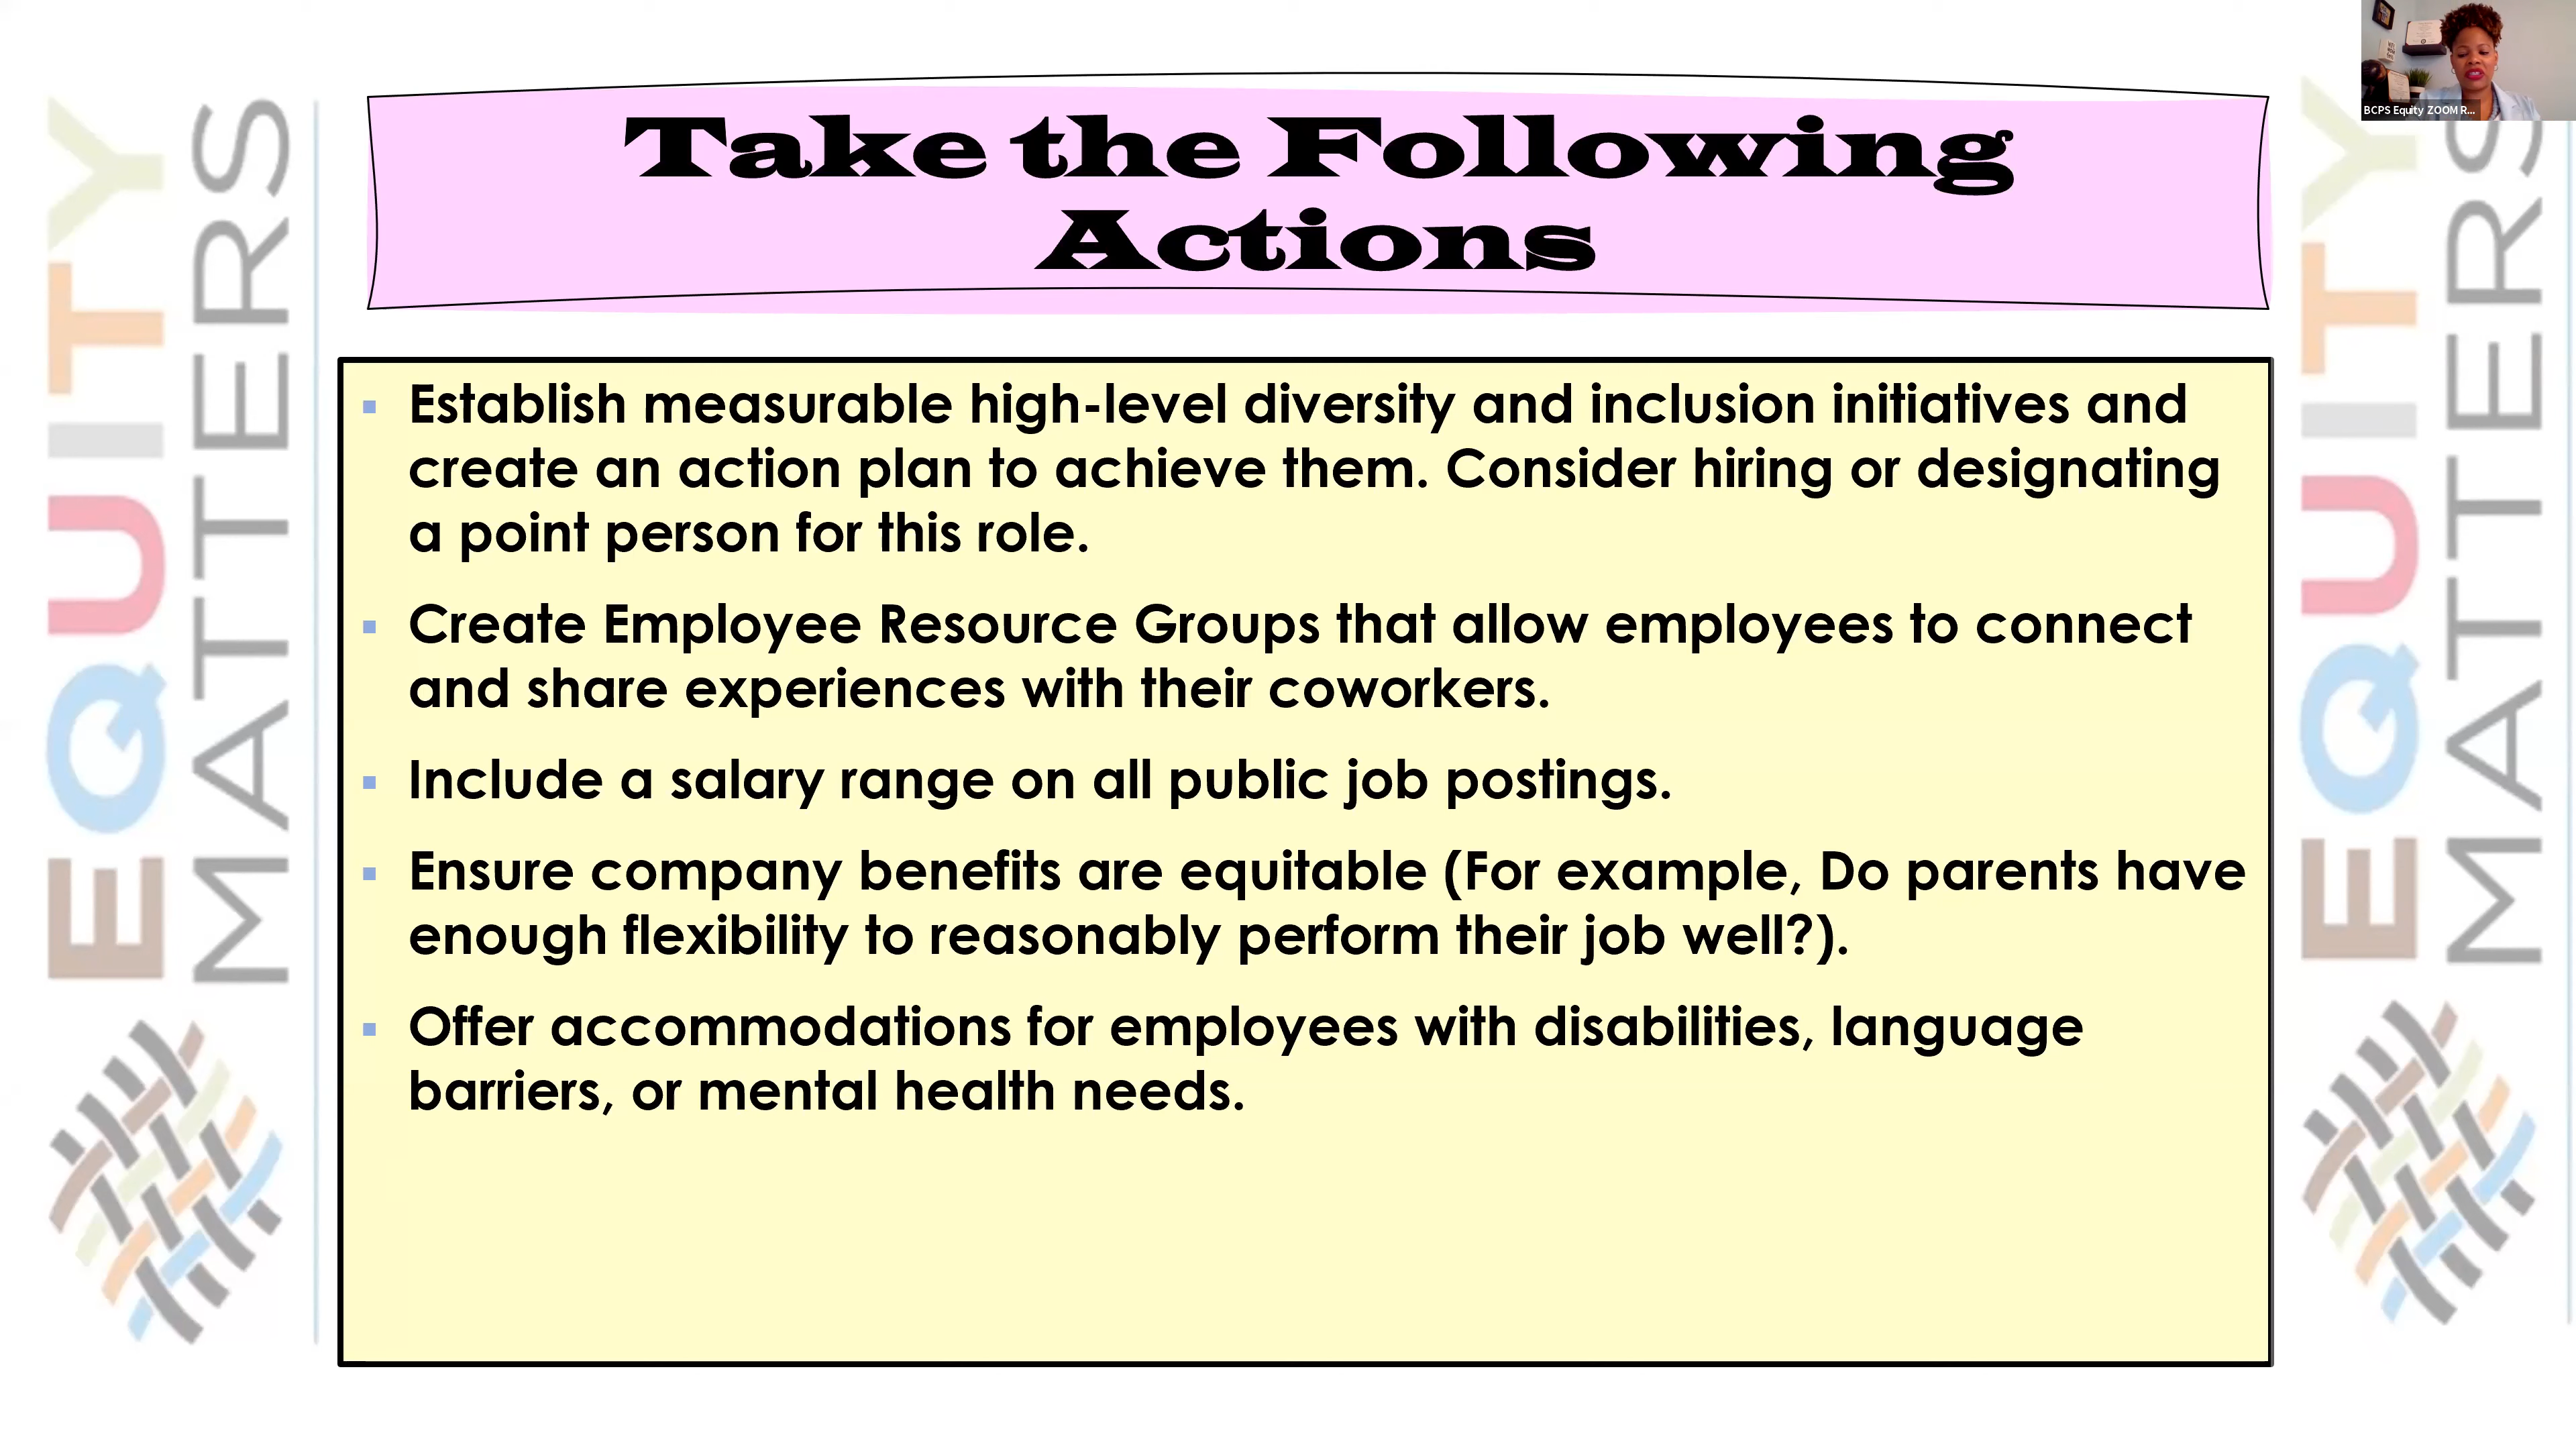 BCPS Equity ZOOM R...
Take the Following
Actions
Establish measurable high-level diversity and inclusion initiatives and
create an action plan to achieve them. Consider hiring or designating
a point person for this role.
Create Employee Resource Groups that allow employees to connect
and share experiences with their coworkers.
Include a salary range on all public job postings.
Ensure company benefits are equitable (For example, Do parents have
enough flexibility to reasonably perform their job well?).
Offer accommodations for employees with disabilities, language
barriers, or mental health needs.
EQUITY
MATTERS
EQUITY
MATTERS